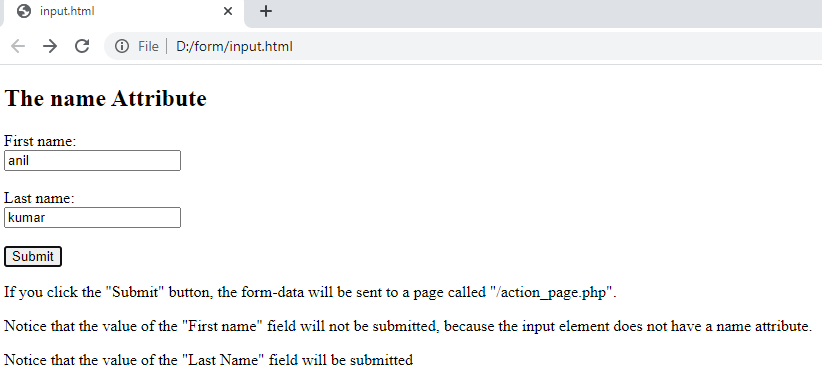 input.html
File D:/form/input.html
The name Attribute
First name:
anil
Last name:
kumar
Submit
If you click the "Submit" button, the form-data will be sent to a page called "/action_page.php".
Notice that the value of the "First name" field will not be submitted, because the input element does not have a name attribute.
Notice that the value of the "Last Name" field will be submitted